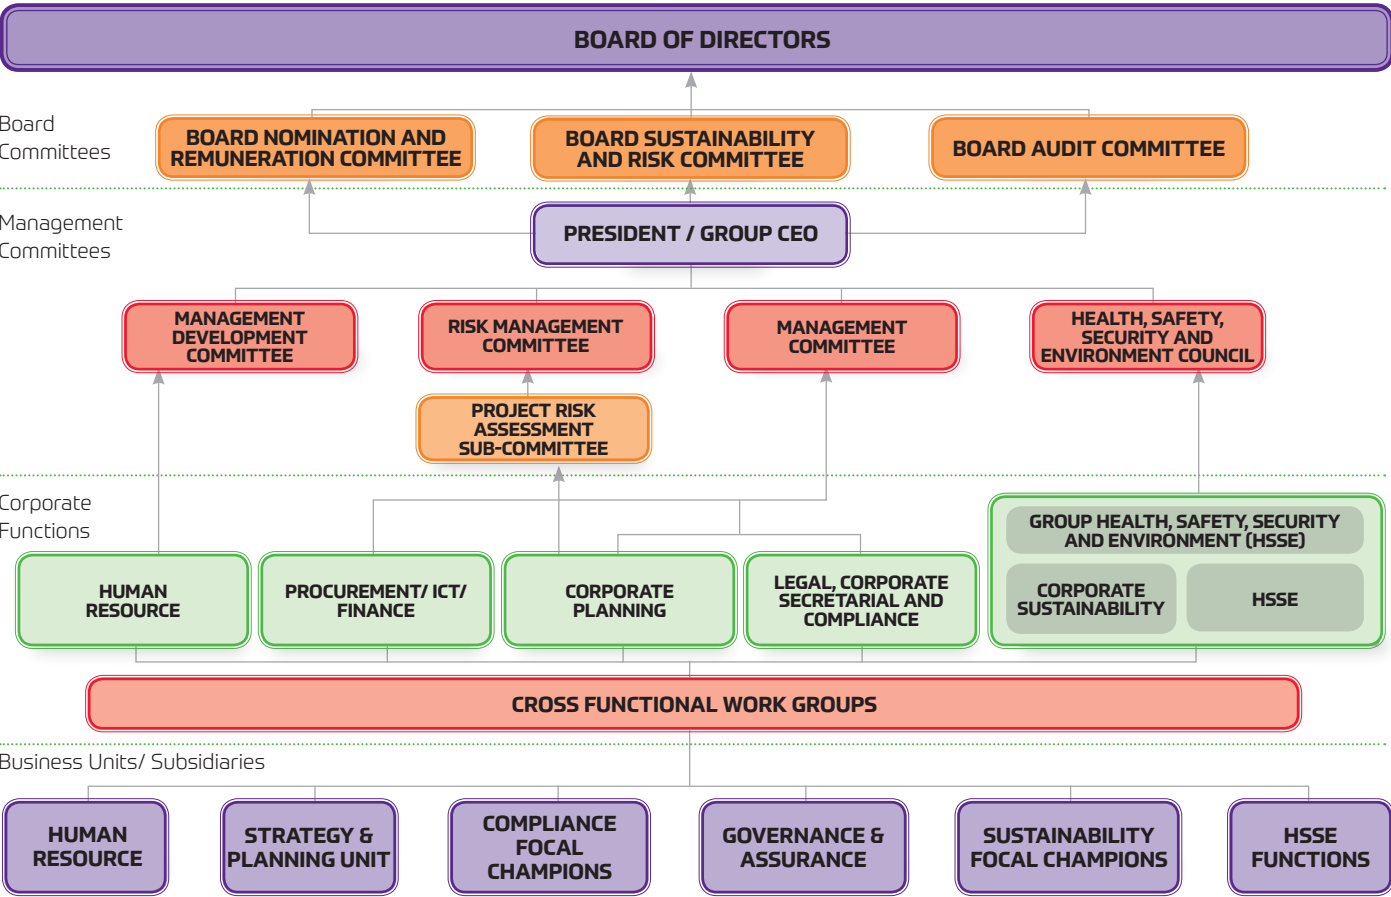 BOARD OF DIRECTORS
Board
Committees
BOARD NOMINATION AND
REMUNERATION COMMITTEE
BOARD SUSTAINABILITY
AND RISK COMMITTEE
BOARD AUDIT COMMITTEE
Management
Committees
PRESIDENT / GROUP CEO
MANAGEMENT
DEVELOPMENT
COMMITTEE
RISK MANAGEMENT
COMMITTEE
MANAGEMENT
COMMITTEE
HEALTH, SAFETY,
SECURITY AND
ENVIRONMENT COUNCIL
PROJECT RISK
ASSESSMENT
SUB-COMMITTEE
Corporate
Functions
HUMAN
RESOURCE
PROCUREMENT/ ICT/
FINANCE
CORPORATE
PLANNING
LEGAL, CORPORATE
SECRETARIAL AND
COMPLIANCE
GROUP HEALTH, SAFETY, SECURITY
AND ENVIRONMENT (HSSE)
CORPORATE
SUSTAINABILITY
HSSE
CROSS FUNCTIONAL WORK GROUPS
Business Units/ Subsidiaries
HUMAN
RESOURCE
STRATEGY &
PLANNING UNIT
COMPLIANCE
FOCAL
CHAMPIONS
GOVERNANCE &
ASSURANCE
SUSTAINABILITY
FOCAL CHAMPIONS
HSSE
FUNCTIONS